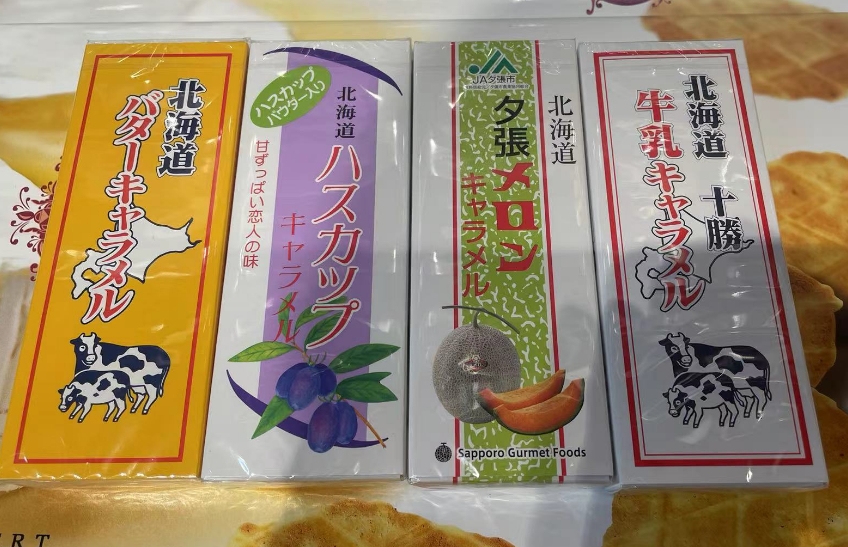 北海道
バターキャラメル
ハスカップ
パウダー入り
北海道
ハスカップ
キャラメル
甘ずっぱい恋人の味
JA夕張市
北海道
夕張メロン
キャラメル
Sapporo Gurmet Foods
北海道 十勝
牛乳キャラメル
ERT